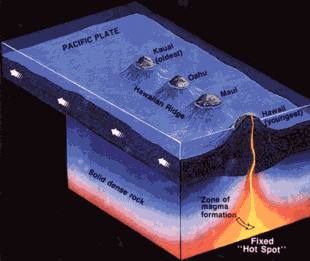 PACIFIC PLATE
Kauai
(oldest)
Oahu
Maui
Hawaiian Ridge
Hawaii
(youngest)
Solid dense rock
Zone of
magma
formation
Fixed
"Hot Spot"